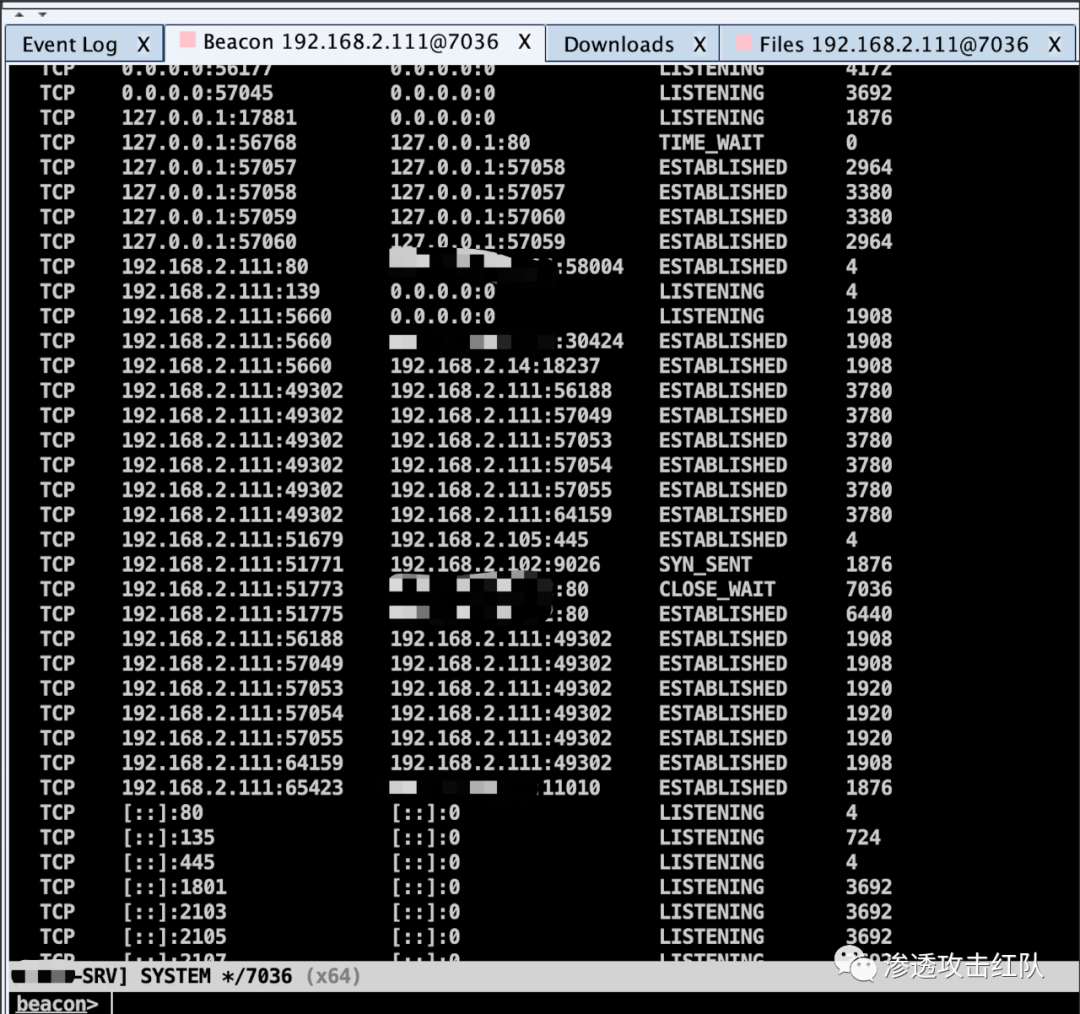 Event Log X Beacon 192.168.2.111@7036 X Downloads X Files 192.168.2.111@7036 X
TCP 0.0.0.0:56177 0.0.0.0:0 LISTENING 4172
TCP 0.0.0.0:57045 0.0.0.0:0 LISTENING 3692
TCP 127.0.0.1:17881 0.0.0.0:0 LISTENING 1876
TCP 127.0.0.1:56768 127.0.0.1:80 TIME_WAIT 0
TCP 127.0.0.1:57057 127.0.0.1:57058 ESTABLISHED 2964
TCP 127.0.0.1:57058 127.0.0.1:57057 ESTABLISHED 3380
TCP 127.0.0.1:57059 127.0.0.1:57060 ESTABLISHED 3380
TCP 127.0.0.1:57060 127.0.0.1:57059 ESTABLISHED 2964
TCP 192.168.2.111:80 :58004 ESTABLISHED 4
TCP 192.168.2.111:139 0.0.0.0:0 LISTENING 4
TCP 192.168.2.111:5660 0.0.0.0:0 LISTENING 1908
TCP 192.168.2.111:5660 :30424 ESTABLISHED 1908
TCP 192.168.2.111:5660 192.168.2.14:18237 ESTABLISHED 1908
TCP 192.168.2.111:49302 192.168.2.111:56188 ESTABLISHED 3780
TCP 192.168.2.111:49302 192.168.2.111:57049 ESTABLISHED 3780
TCP 192.168.2.111:49302 192.168.2.111:57053 ESTABLISHED 3780
TCP 192.168.2.111:49302 192.168.2.111:57054 ESTABLISHED 3780
TCP 192.168.2.111:49302 192.168.2.111:57055 ESTABLISHED 3780
TCP 192.168.2.111:49302 192.168.2.111:64159 ESTABLISHED 3780
TCP 192.168.2.111:51679 192.168.2.105:445 ESTABLISHED 4
TCP 192.168.2.111:51771 192.168.2.102:9026 SYN_SENT 1876
TCP 192.168.2.111:51773 :80 CLOSE_WAIT 7036
TCP 192.168.2.111:51775 :80 ESTABLISHED 6440
TCP 192.168.2.111:56188 192.168.2.111:49302 ESTABLISHED 1908
TCP 192.168.2.111:57049 192.168.2.111:49302 ESTABLISHED 1908
TCP 192.168.2.111:57053 192.168.2.111:49302 ESTABLISHED 1920
TCP 192.168.2.111:57054 192.168.2.111:49302 ESTABLISHED 1920
TCP 192.168.2.111:57055 192.168.2.111:49302 ESTABLISHED 1920
TCP 192.168.2.111:64159 192.168.2.111:49302 ESTABLISHED 1908
TCP 192.168.2.111:65423 :11010 ESTABLISHED 1876
TCP [::]:80 [::]:0 LISTENING 4
TCP [::]:135 [::]:0 LISTENING 724
TCP [::]:445 [::]:0 LISTENING 4
TCP [::]:1801 [::]:0 LISTENING 3692
TCP [::]:2103 [::]:0 LISTENING 3692
TCP [::]:2105 [::]:0 LISTENING 3692
TCP [::]:2107 [::]:0 LISTENING
渗透攻击红队
-SRV] SYSTEM */7036 (x64)
beacon>